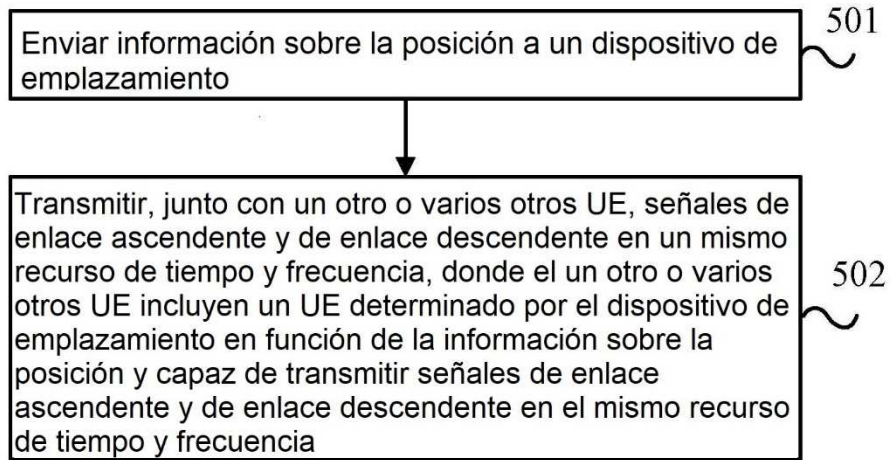 501
Enviar información sobre la posición a un dispositivo de
emplazamiento
Transmitir, junto con un otro o varios otros UE, señales de
enlace ascendente y de enlace descendente en un mismo
recurso de tiempo y frecuencia, donde el un otro o varios
otros UE incluyen un UE determinado por el dispositivo de
emplazamiento en función de la información sobre la
posición y capaz de transmitir señales de enlace
ascendente y de enlace descendente en el mismo recurso
de tiempo y frecuencia
502